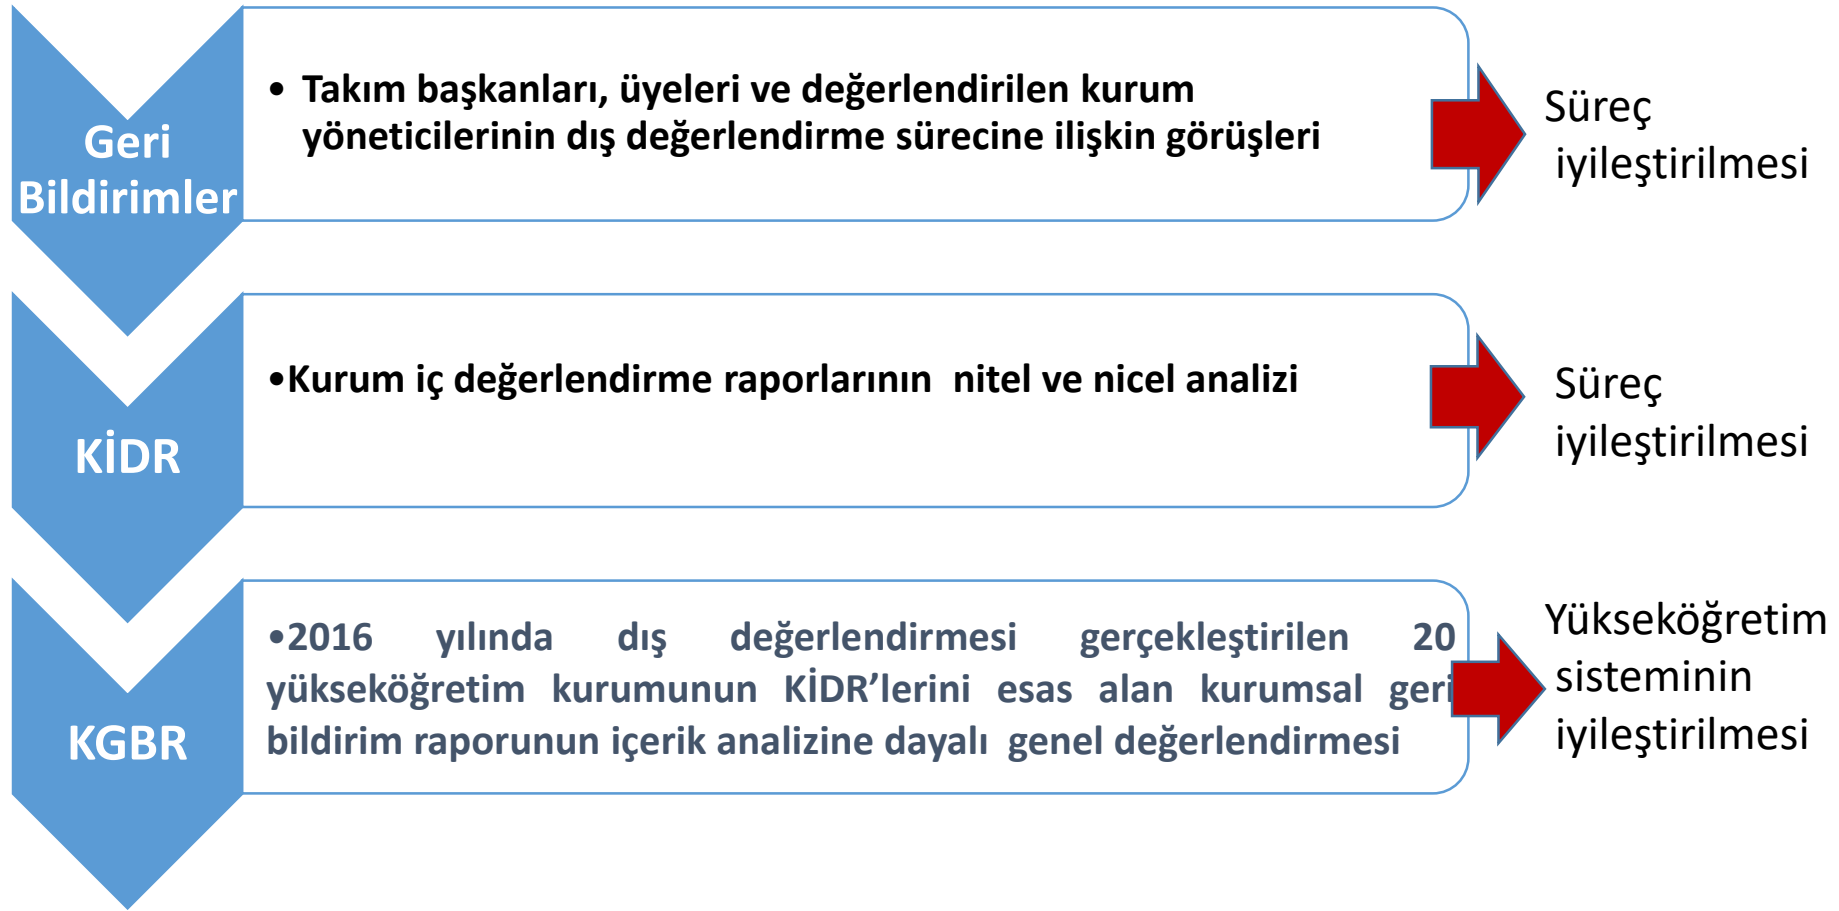 Geri
Bildirimler
• Takım başkanları, üyeleri ve değerlendirilen kurum
yöneticilerinin dış değerlendirme sürecine ilişkin görüşleri
Süreç
iyileştirilmesi
KİDR
•Kurum iç değerlendirme raporlarının  nitel ve nicel analizi
Süreç
iyileştirilmesi
KGBR
•2016 yılında dış değerlendirmesi gerçekleştirilen 20
yükseköğretim kurumunun KİDR’lerini esas alan kurumsal geri
bildirim raporunun içerik analizine dayalı  genel değerlendirmesi
Yükseköğretim
sisteminin
iyileştirilmesi